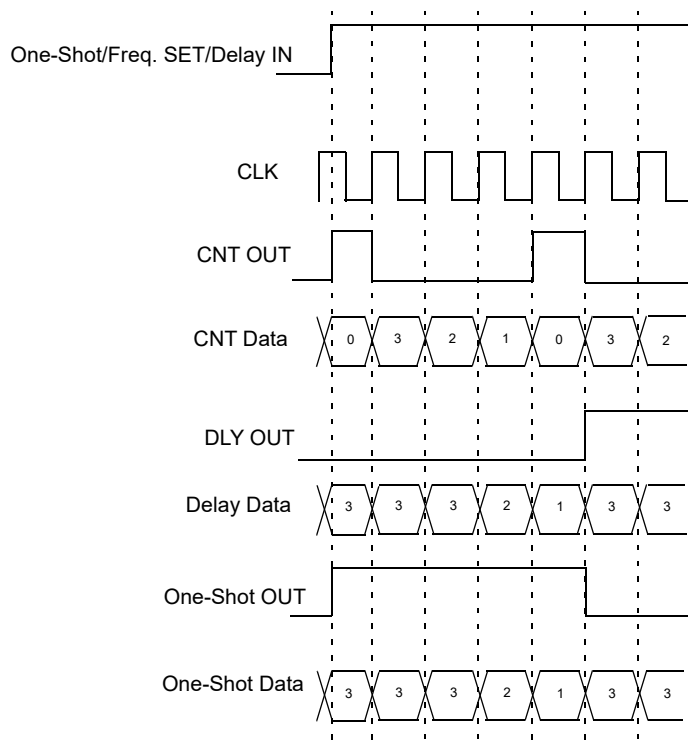 One-Shot/Freq. SET/Delay IN
CLK
CNT OUT
CNT Data 0 3 2 1 0 3 2
DLY OUT
Delay Data 3 3 3 2 1 3 3
One-Shot OUT
One-Shot Data 3 3 3 2 1 3 3